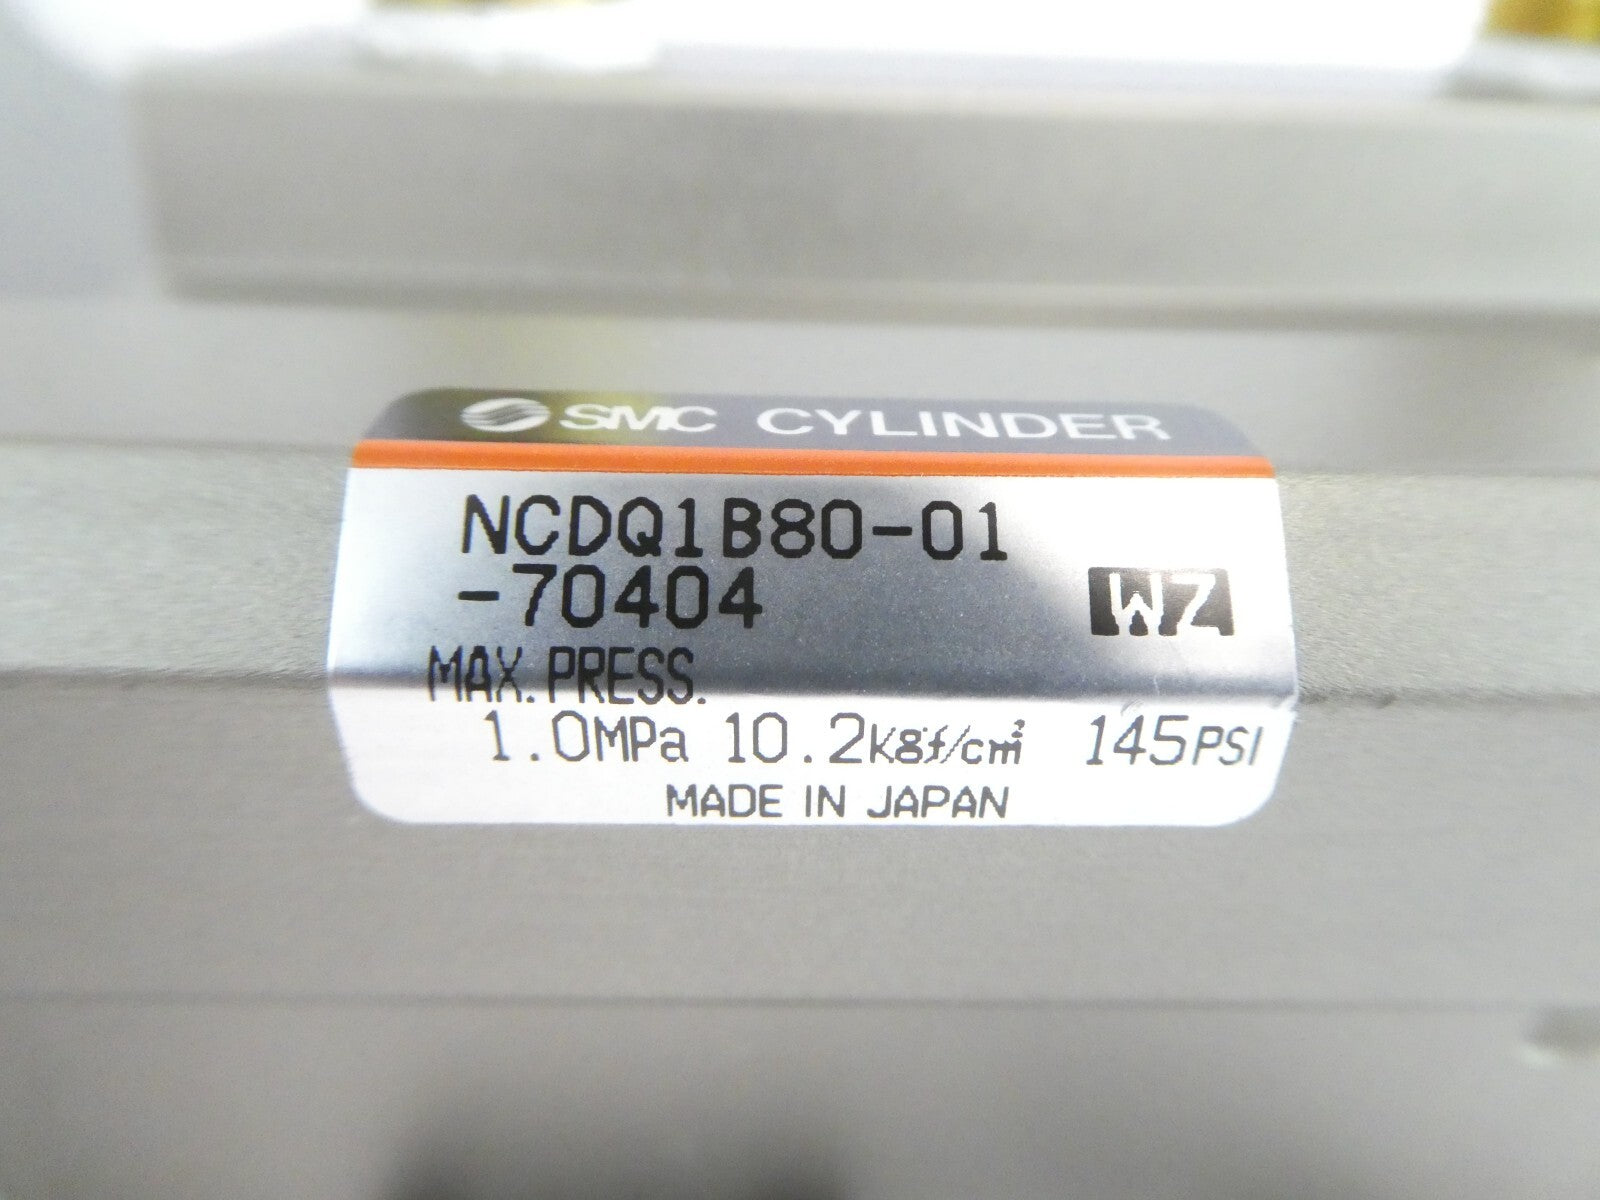 SMC CYLINDER
NCDQ1B80-01
-70404
WZ
MAX.PRESS.
1.0MPa 10.2kgf/cm² 145PSI
MADE IN JAPAN